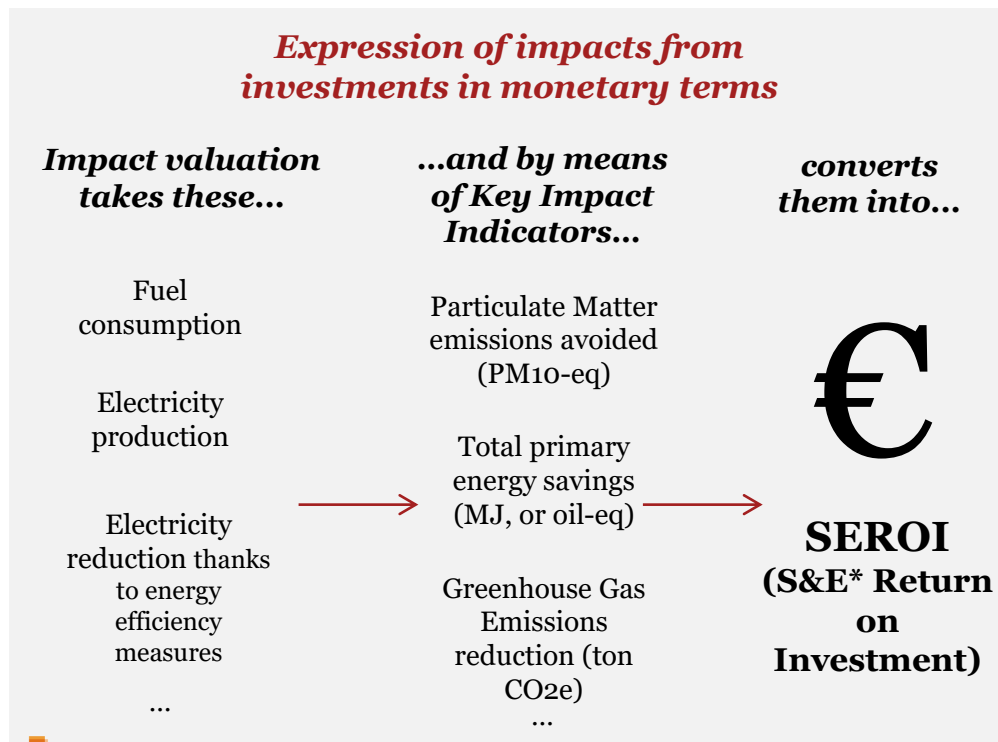 Expression of impacts from
investments in monetary terms
Impact valuation
takes these...
Fuel
consumption
Electricity
production
Electricity
reduction thanks
to energy
efficiency
measures
...
...and by means
of Key Impact
Indicators...
Particulate Matter
emissions avoided
(PM10-eq)
Total primary
energy savings
(MJ, or oil-eq)
Greenhouse Gas
Emissions
reduction (ton
CO2e)
...
converts
them into...
€
SEROI
(S&E* Return
on
Investment)